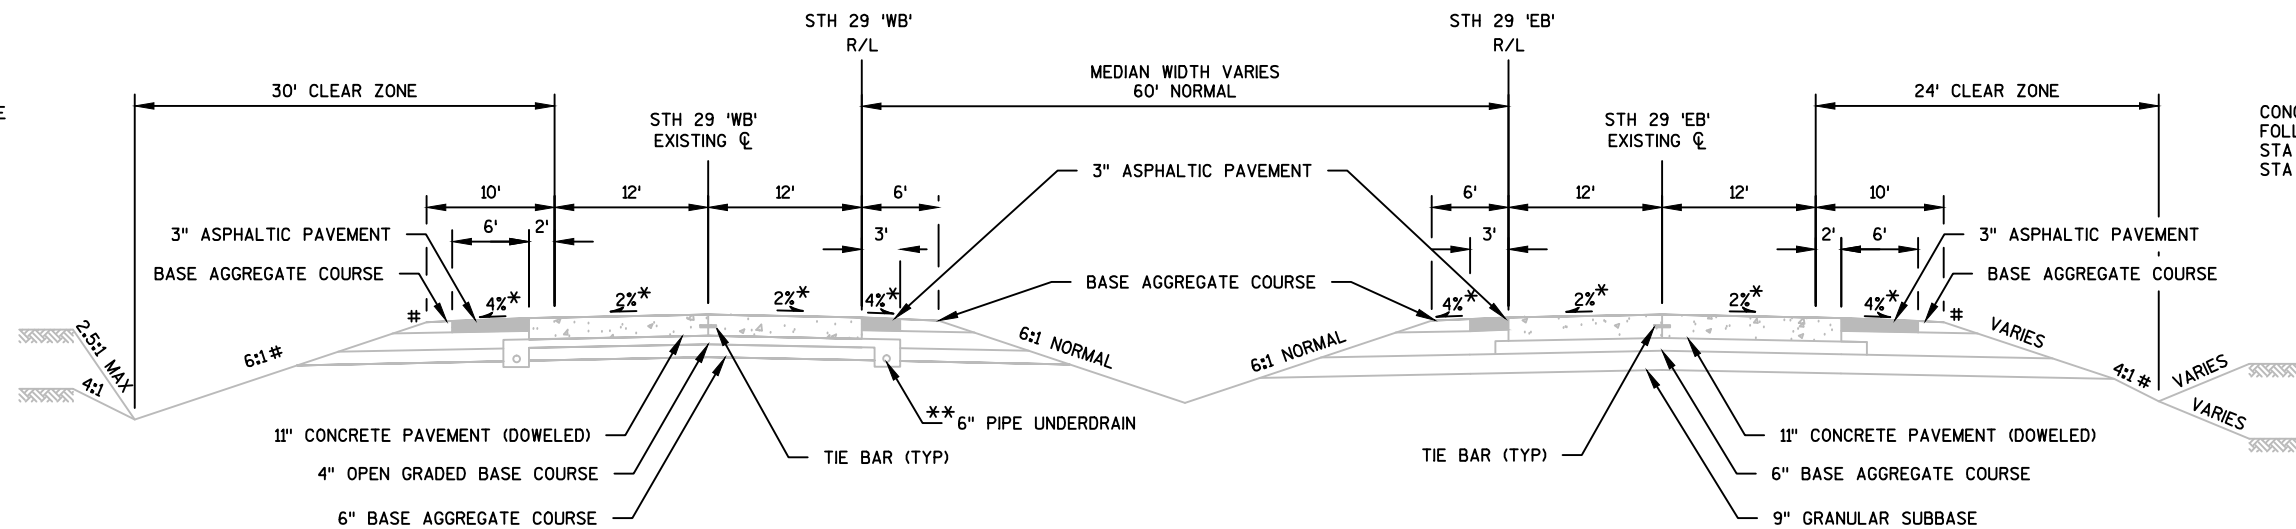 STH 29 'WB'
R/L
STH 29 'EB'
R/L
MEDIAN WIDTH VARIES
60' NORMAL
30' CLEAR ZONE
24' CLEAR ZONE
E
STH 29 'WB'
EXISTING ℄
STH 29 'EB'
EXISTING ℄
CONC
FOLL
STA
STA
3" ASPHALTIC PAVEMENT
10'
12'
12'
6'
6'
12'
12'
10'
6'
2'
3'
3'
2'
6'
3" ASPHALTIC PAVEMENT
3" ASPHALTIC PAVEMENT
BASE AGGREGATE COURSE
BASE AGGREGATE COURSE
BASE AGGREGATE COURSE
#
4%*
2%*
2%*
4%*
4%*
2%*
2%*
4%*
#
2.5:1 MAX
4:1
6:1 #
6:1 NORMAL
6:1 NORMAL
VARIES
4:1 #
VARIES
VARIES
**6" PIPE UNDERDRAIN
11" CONCRETE PAVEMENT (DOWELED)
11" CONCRETE PAVEMENT (DOWELED)
TIE BAR (TYP)
TIE BAR (TYP)
4" OPEN GRADED BASE COURSE
6" BASE AGGREGATE COURSE
6" BASE AGGREGATE COURSE
9" GRANULAR SUBBASE